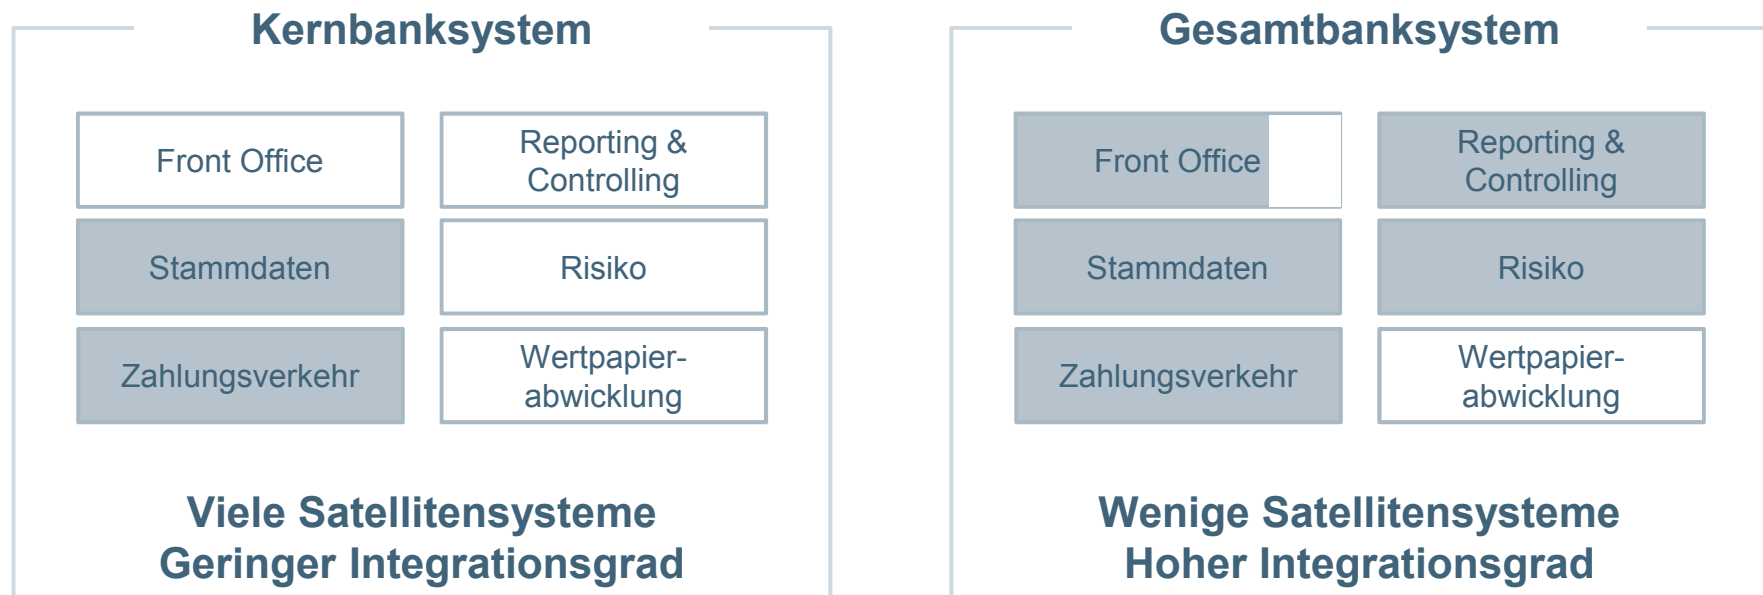 Kernbanksystem
Front Office
Reporting &
Controlling
Stammdaten
Risiko
Zahlungsverkehr
Wertpapier-
abwicklung
Viele Satellitensysteme
Geringer Integrationsgrad
Gesamtbanksystem
Front Office
Reporting &
Controlling
Stammdaten
Risiko
Zahlungsverkehr
Wertpapier-
abwicklung
Wenige Satellitensysteme
Hoher Integrationsgrad